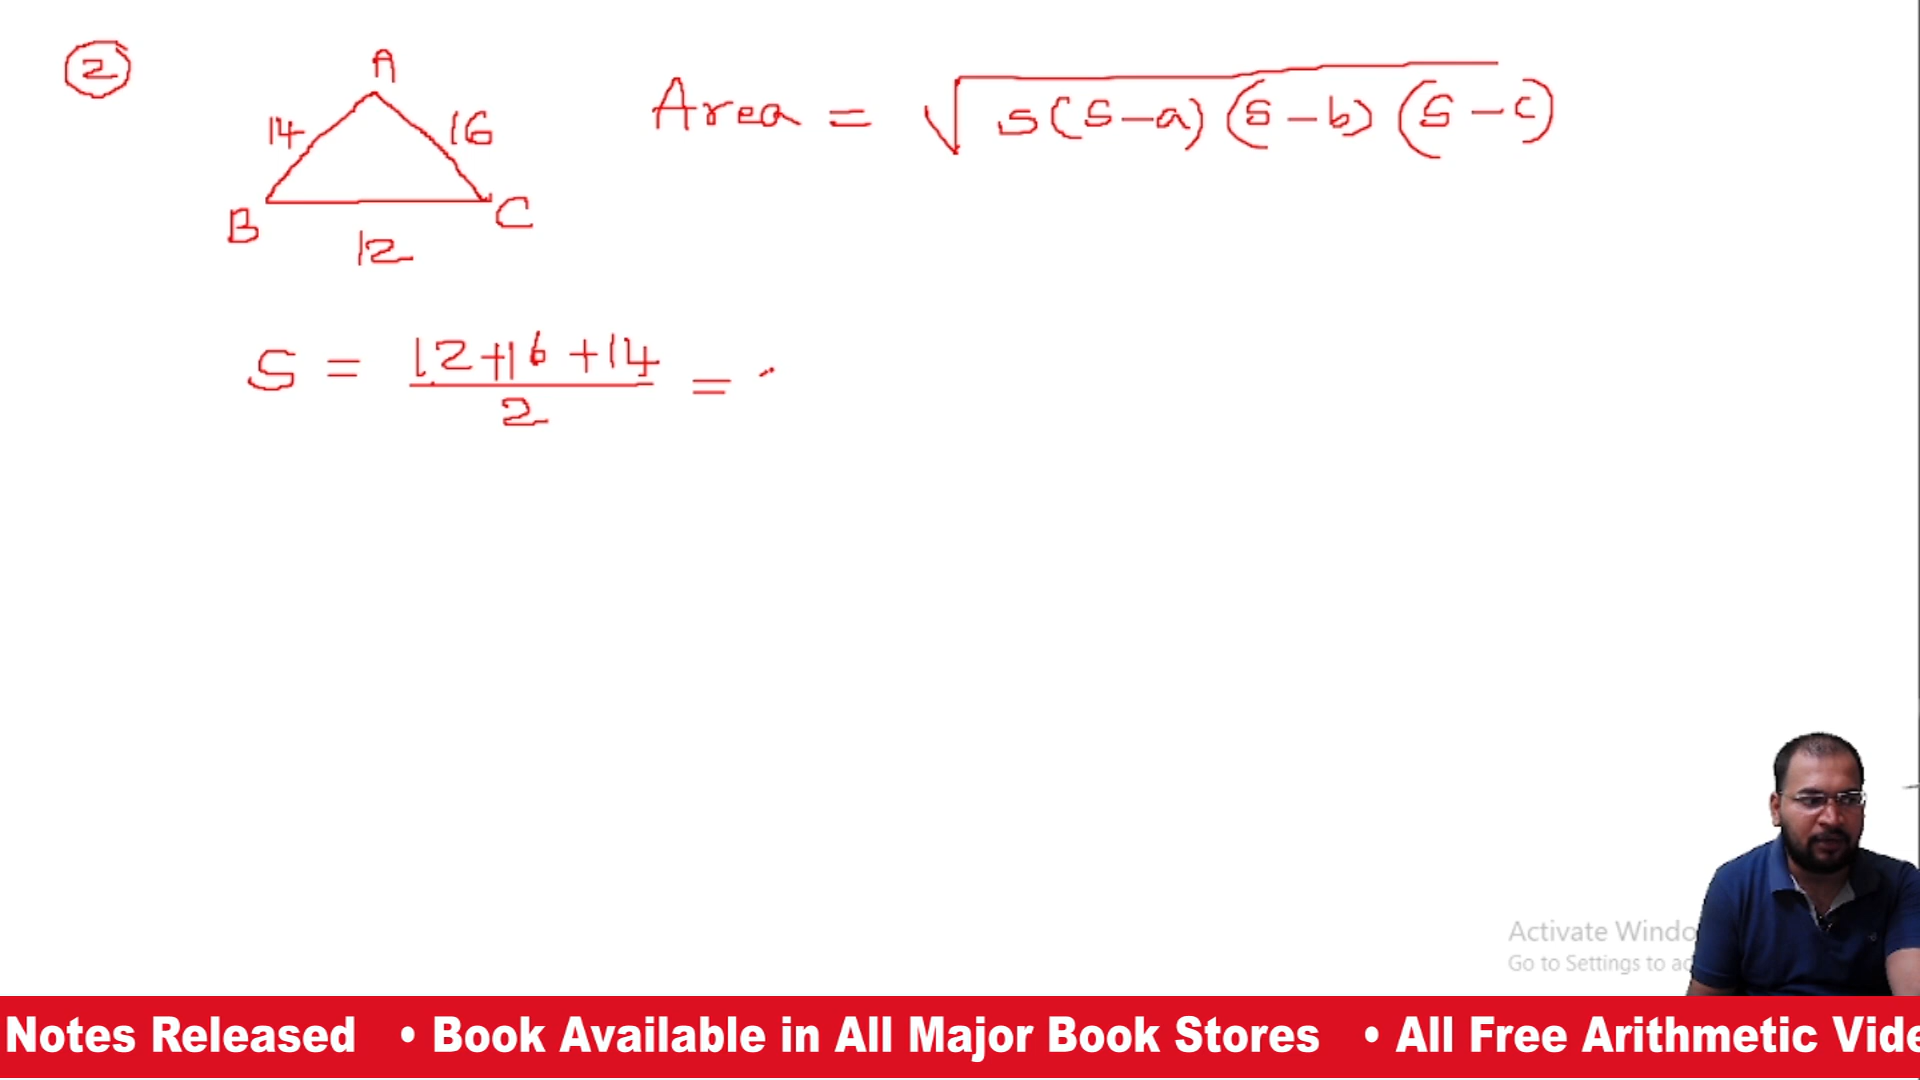 2
A
14
16
B
C
12
Area = √s(s-a)(s-b)(s-c)
S = 12+16+14 / 2 =
Activate Windo
Go to Settings to ac
Notes Released • Book Available in All Major Book Stores • All Free Arithmetic Vide